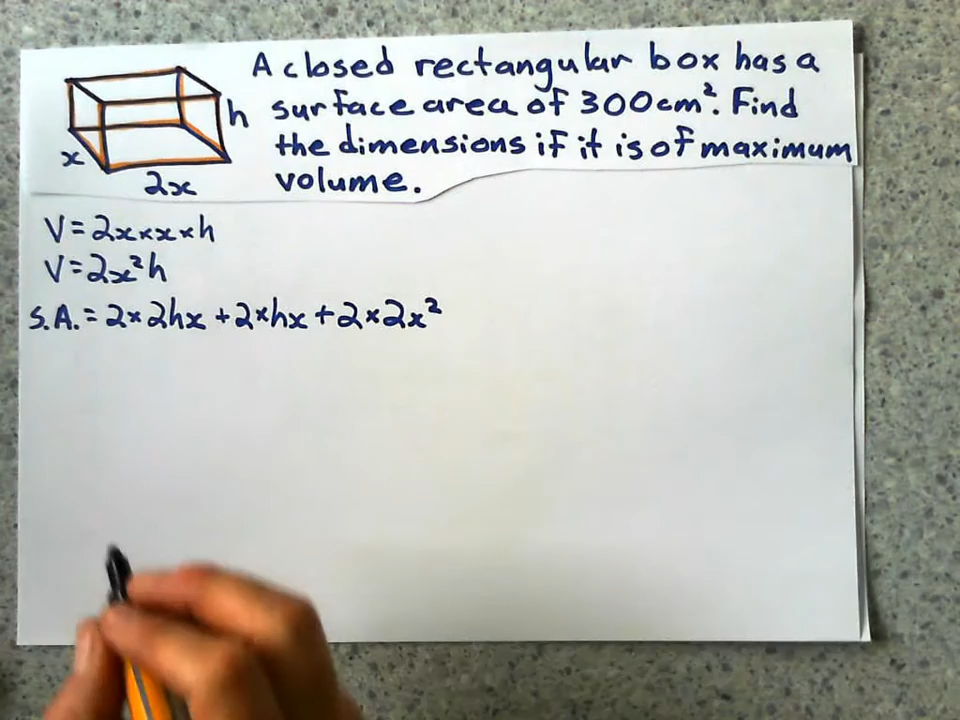 A closed rectangular box has a
surface area of 300cm². Find
the dimensions if it is of maximum
volume.
h
x
2x
V=2x×x×h
V=2x²h
S.A.=2×2hx+2×hx+2×2x²